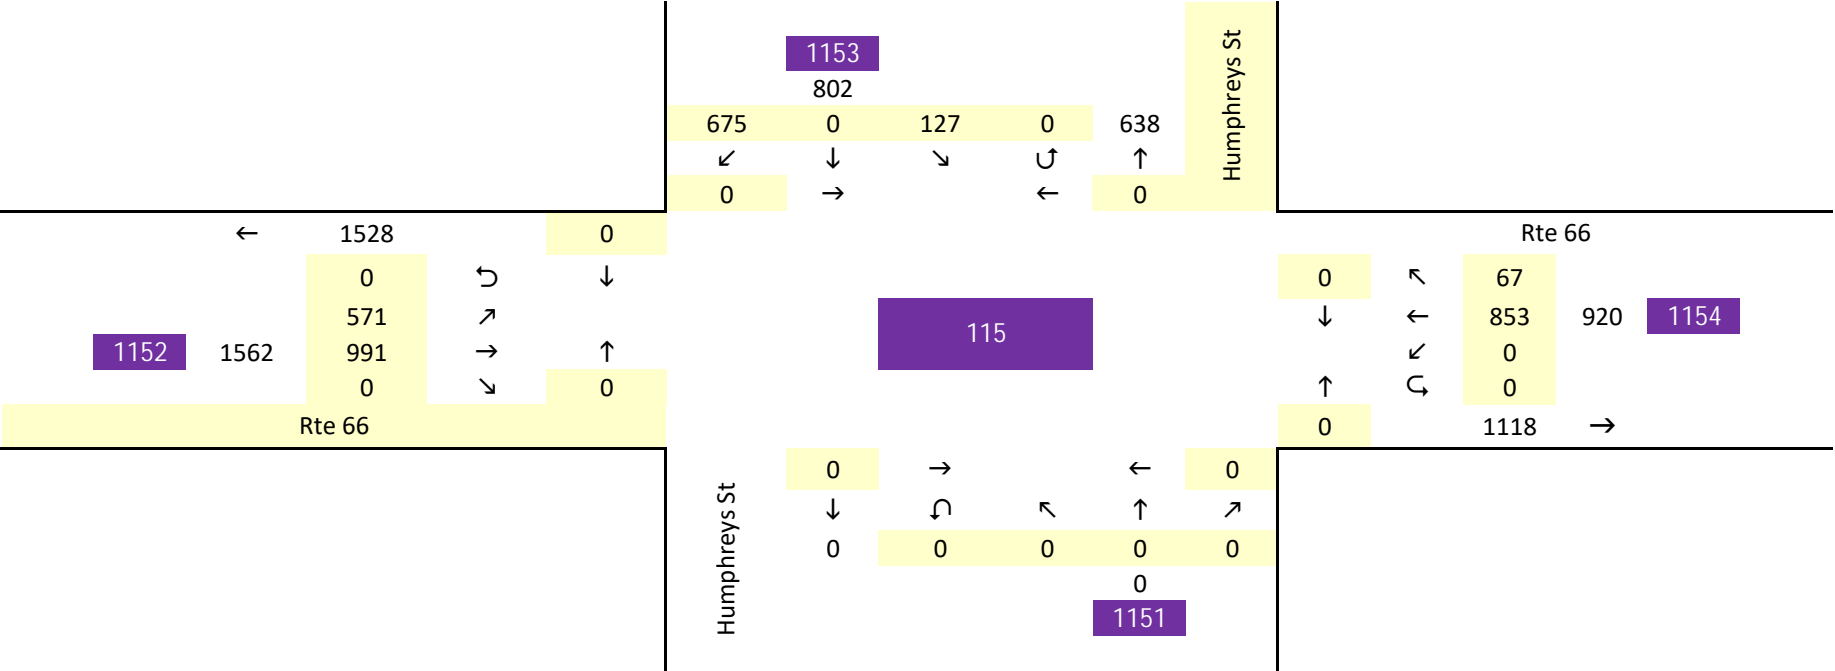 1153
802
675 0 127 0 638
↙ ↓ ↘ ⮍ ↑
0 → ← 0
Humphreys St
← 1528 0
0 ⮌ ↓
571 ↗
1152 1562 991 → ↑
0 ↘ 0
Rte 66
115
Rte 66
0 ↖ 67
↓ ← 853 920 1154
↙ 0
↑ ⮎ 0
0 1118 →
0 → ← 0
↓ ⮏ ↖ ↑ ↗
0 0 0 0 0
0
1151
Humphreys St